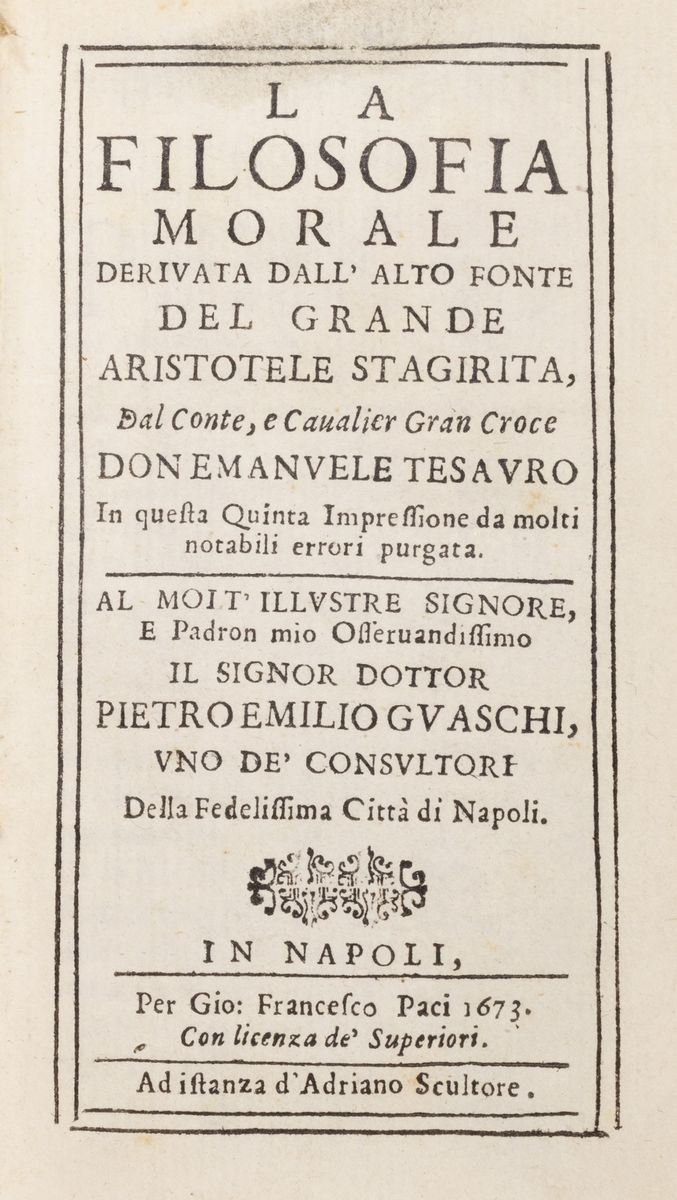 LA
FILOSOFIA
MORALE
DERIVATA DALL' ALTO FONTE
DEL GRANDE
ARISTOTELE STAGIRITA,
Dal Conte, e Caualier Gran Croce
DON EMANVELE TESAVRO
In queſta Quinta Impreſſione da molti
notabili errori purgata.
AL MOLT' ILLVSTRE SIGNORE,
E Padron mio Oſſeruandiſſimo
IL SIGNOR DOTTOR
PIETRO EMILIO GVASCHI,
VNO DE' CONSVLTORI
Della Fedeliſſima Città di Napoli.
IN NAPOLI,
Per Gio: Franceſco Paci 1673.
Con licenza de' Superiori.
Ad iſtanza d'Adriano Scultore.